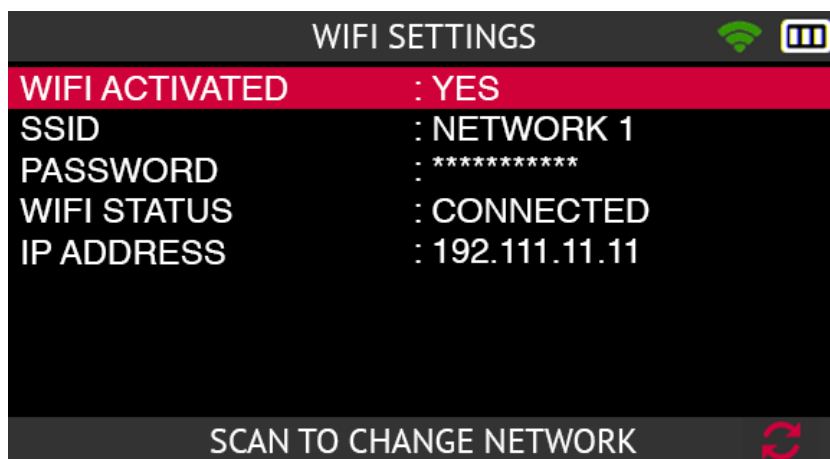 WIFI SETTINGS
WIFI ACTIVATED : YES
SSID : NETWORK 1
PASSWORD : ***********
WIFI STATUS : CONNECTED
IP ADDRESS : 192.111.11.11
SCAN TO CHANGE NETWORK